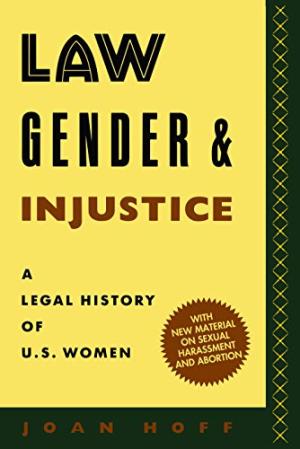 LAW
GENDER &
INJUSTICE
A
LEGAL HISTORY
OF
U.S. WOMEN
WITH
NEW MATERIAL
ON SEXUAL
HARASSMENT
AND ABORTION
JOAN HOFF